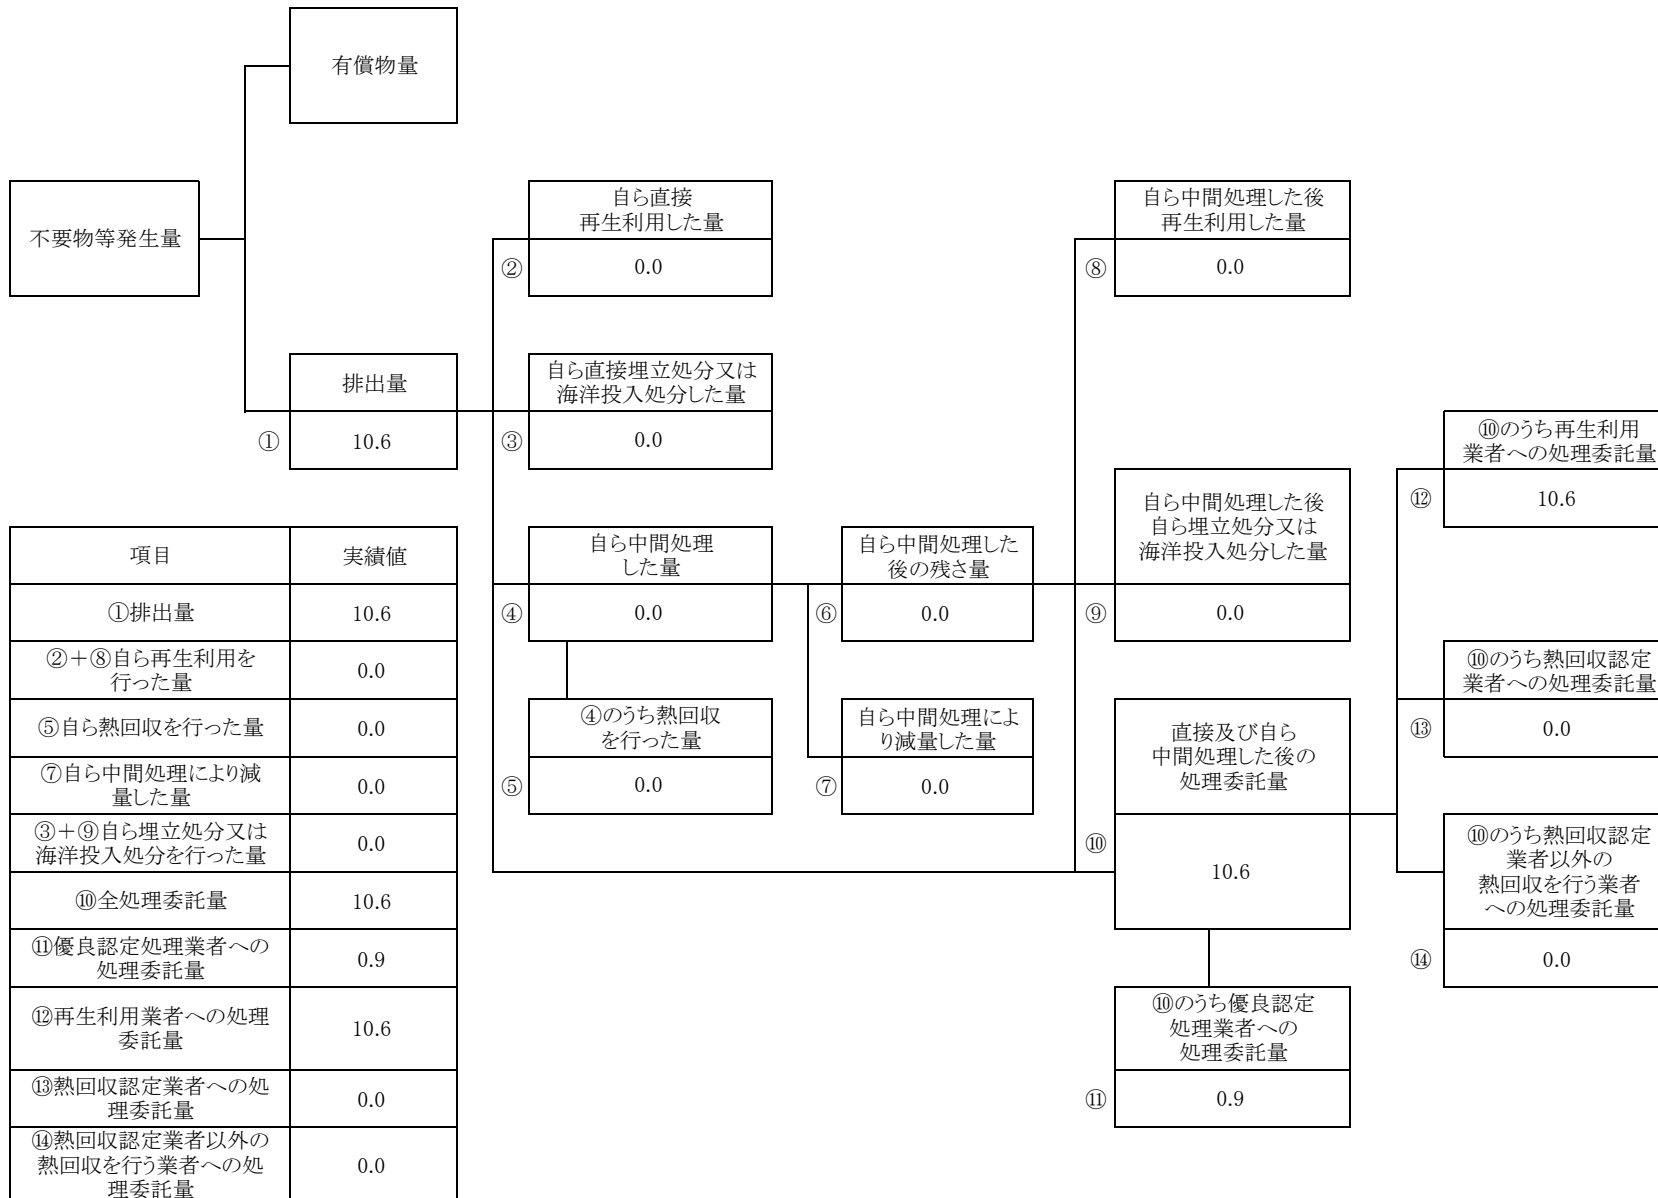 有償物量
不要物等発生量
自ら直接
再生利用した量
②
0.0
自ら中間処理した後
再生利用した量
⑧
0.0
排出量
①
10.6
自ら直接埋立処分又は
海洋投入処分した量
③
0.0
⑩のうち再生利用
業者への処理委託量
⑫
10.6
自ら中間処理
した量
④
0.0
自ら中間処理した
後の残さ量
⑥
0.0
自ら中間処理した後
自ら埋立処分又は
海洋投入処分した量
⑨
0.0
⑩のうち熱回収認定
業者への処理委託量
⑬
0.0
④のうち熱回収
を行った量
⑤
0.0
自ら中間処理によ
り減量した量
⑦
0.0
直接及び自ら
中間処理した後の
処理委託量
⑩
10.6
⑩のうち熱回収認定
業者以外の
熱回収を行う業者
への処理委託量
⑭
0.0
⑩のうち優良認定
処理業者への
処理委託量
⑪
0.9
項目 実績値
①排出量 10.6
②＋⑧自ら再生利用を
行った量
0.0
⑤自ら熱回収を行った量 0.0
⑦自ら中間処理により減
量した量
0.0
③＋⑨自ら埋立処分又は
海洋投入処分を行った量
0.0
⑩全処理委託量 10.6
⑪優良認定処理業者への
処理委託量
0.9
⑫再生利用業者への処理
委託量
10.6
⑬熱回収認定業者への処
理委託量
0.0
⑭熱回収認定業者以外の
熱回収を行う業者への処
理委託量
0.0